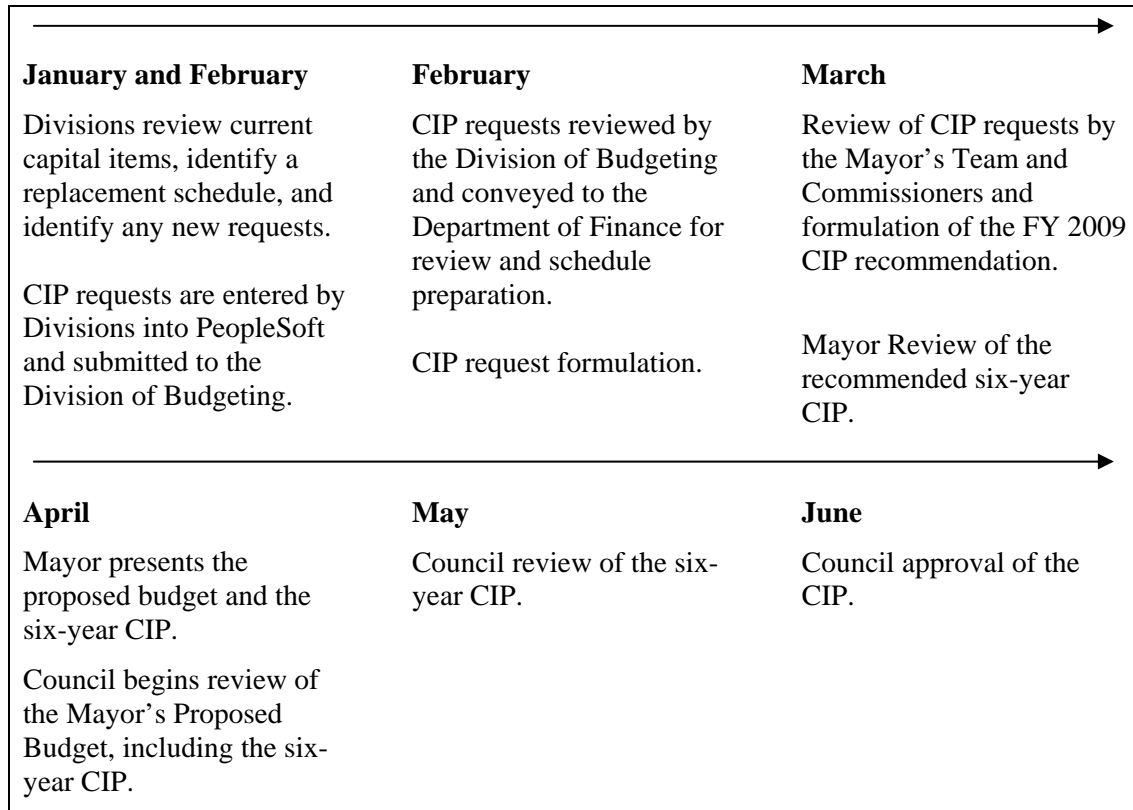 January and February
Divisions review current
capital items, identify a
replacement schedule, and
identify any new requests.
CIP requests are entered by
Divisions into PeopleSoft
and submitted to the
Division of Budgeting.
February
CIP requests reviewed by
the Division of Budgeting
and conveyed to the
Department of Finance for
review and schedule
preparation.
CIP request formulation.
March
Review of CIP requests by
the Mayor’s Team and
Commissioners and
formulation of the FY 2009
CIP recommendation.
Mayor Review of the
recommended six-year
CIP.
April
Mayor presents the
proposed budget and the
six-year CIP.
Council begins review of
the Mayor’s Proposed
Budget, including the six-
year CIP.
May
Council review of the six-
year CIP.
June
Council approval of the
CIP.